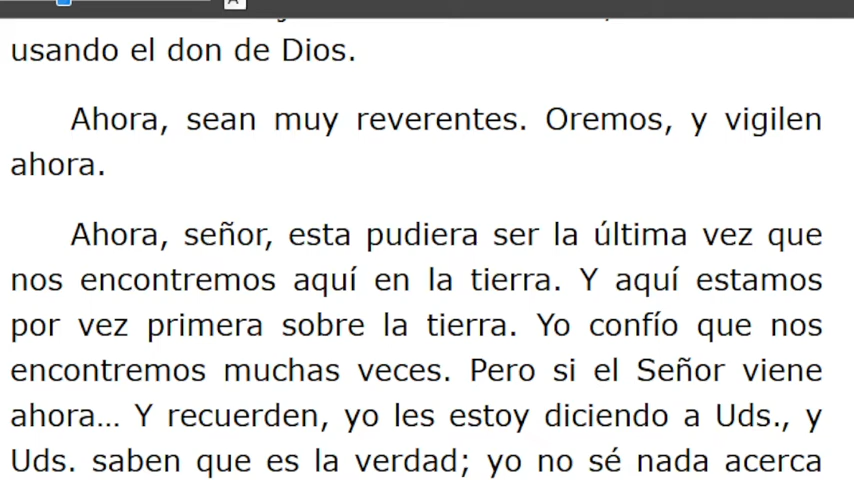 usando el don de Dios.
Ahora, sean muy reverentes. Oremos, y vigilen
ahora.
Ahora, señor, esta pudiera ser la última vez que
nos encontremos aquí en la tierra. Y aquí estamos
por vez primera sobre la tierra. Yo confío que nos
encontremos muchas veces. Pero si el Señor viene
ahora... Y recuerden, yo les estoy diciendo a Uds., y
Uds. saben que es la verdad; yo no sé nada acerca